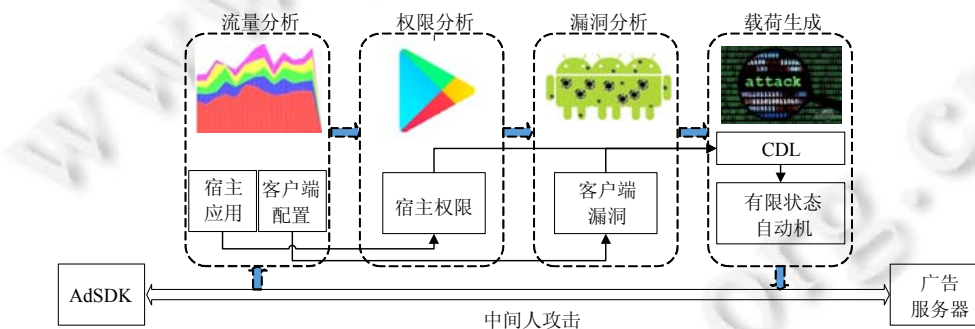 流量分析
权限分析
漏洞分析
载荷生成
attack
CDL
宿主
应用
客户端
配置
宿主权限
客户端
漏洞
有限状态
自动机
AdSDK
广告
服务器
中间人攻击